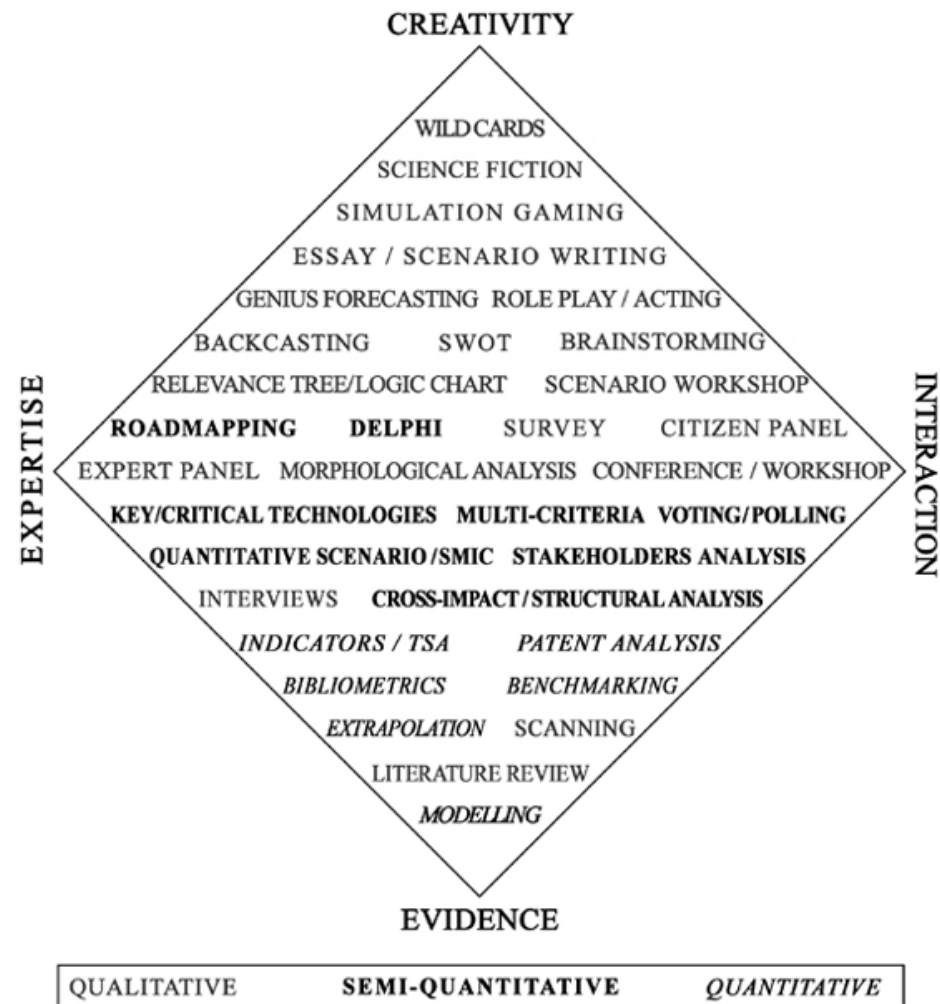 CREATIVITY
WILD CARDS
SCIENCE FICTION
SIMULATION GAMING
ESSAY / SCENARIO WRITING
GENIUS FORECASTING ROLE PLAY / ACTING
BACKCASTING SWOT BRAINSTORMING
RELEVANCE TREE/LOGIC CHART SCENARIO WORKSHOP
ROADMAPPING DELPHI SURVEY CITIZEN PANEL
EXPERTISE
EXPERT PANEL MORPHOLOGICAL ANALYSIS CONFERENCE / WORKSHOP
INTERACTION
KEY/CRITICAL TECHNOLOGIES MULTI-CRITERIA VOTING/POLLING
QUANTITATIVE SCENARIO/SMIC STAKEHOLDERS ANALYSIS
INTERVIEWS CROSS-IMPACT/STRUCTURAL ANALYSIS
INDICATORS / TSA PATENT ANALYSIS
BIBLIOMETRICS BENCHMARKING
EXTRAPOLATION SCANNING
LITERATURE REVIEW
MODELLING
EVIDENCE
QUALITATIVE SEMI-QUANTITATIVE QUANTITATIVE